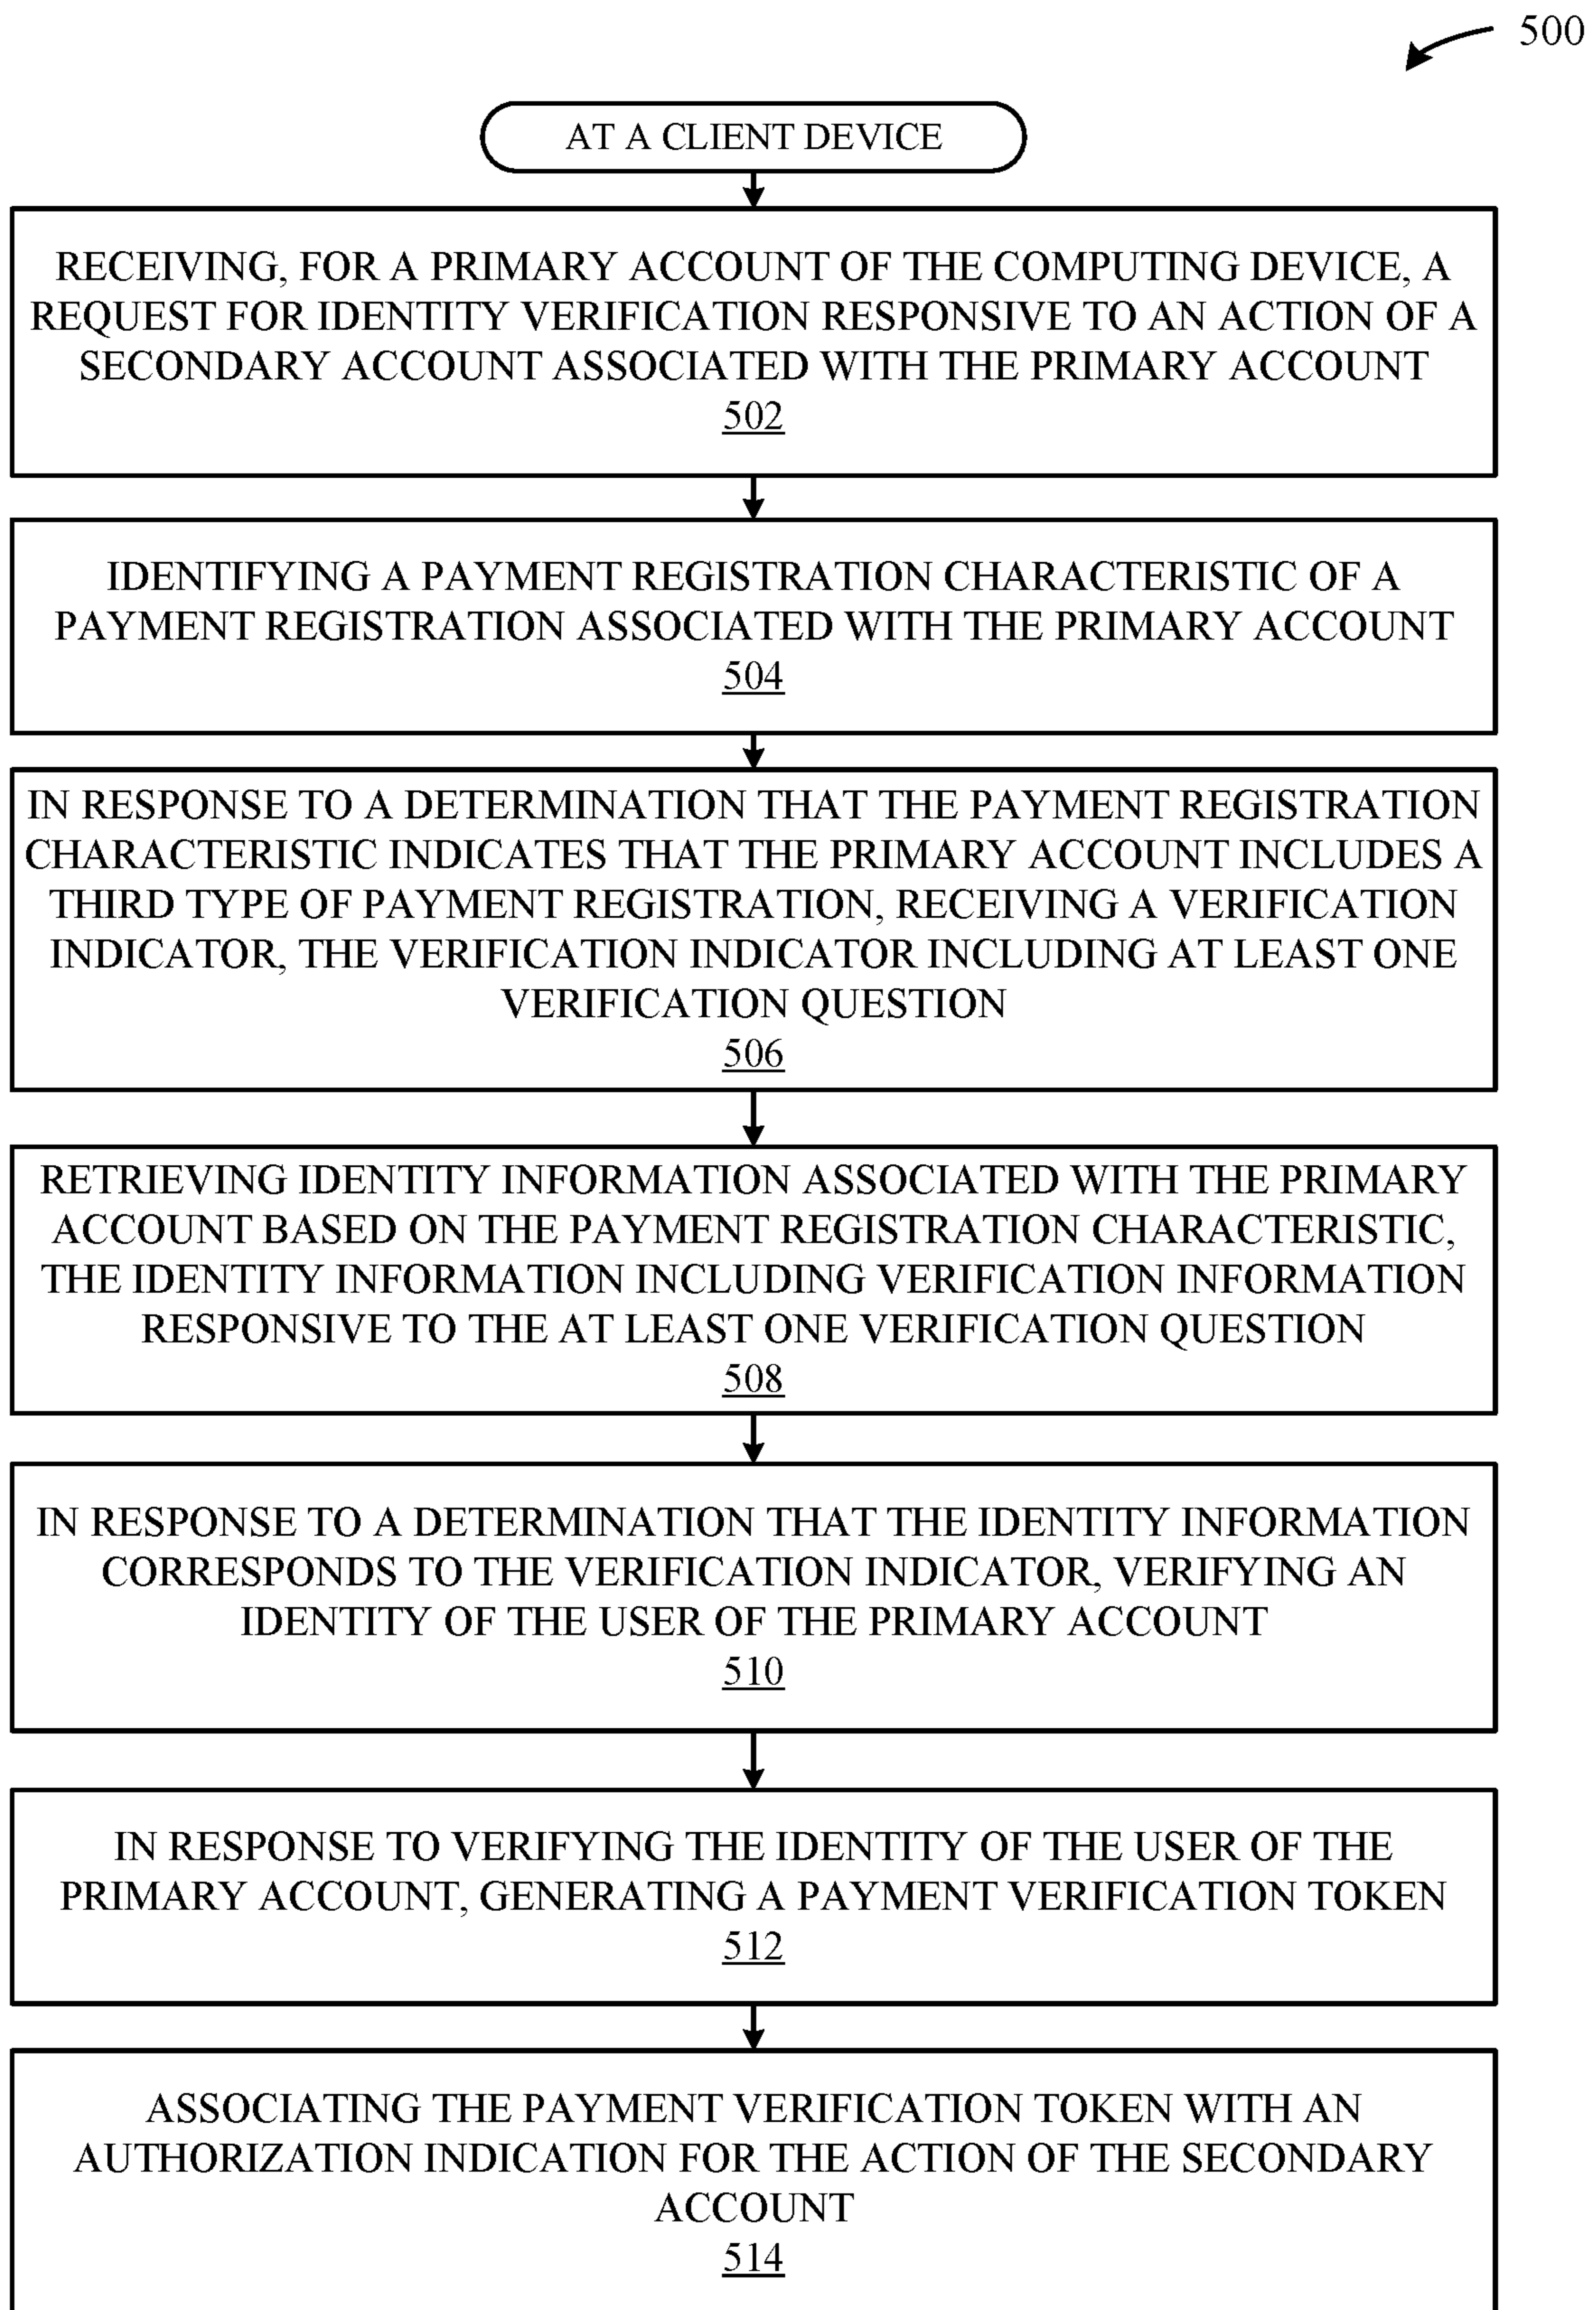 500
AT A CLIENT DEVICE
RECEIVING, FOR A PRIMARY ACCOUNT OF THE COMPUTING DEVICE, A
REQUEST FOR IDENTITY VERIFICATION RESPONSIVE TO AN ACTION OF A
SECONDARY ACCOUNT ASSOCIATED WITH THE PRIMARY ACCOUNT
502
IDENTIFYING A PAYMENT REGISTRATION CHARACTERISTIC OF A
PAYMENT REGISTRATION ASSOCIATED WITH THE PRIMARY ACCOUNT
504
IN RESPONSE TO A DETERMINATION THAT THE PAYMENT REGISTRATION
CHARACTERISTIC INDICATES THAT THE PRIMARY ACCOUNT INCLUDES A
THIRD TYPE OF PAYMENT REGISTRATION, RECEIVING A VERIFICATION
INDICATOR, THE VERIFICATION INDICATOR INCLUDING AT LEAST ONE
VERIFICATION QUESTION
506
RETRIEVING IDENTITY INFORMATION ASSOCIATED WITH THE PRIMARY
ACCOUNT BASED ON THE PAYMENT REGISTRATION CHARACTERISTIC,
THE IDENTITY INFORMATION INCLUDING VERIFICATION INFORMATION
RESPONSIVE TO THE AT LEAST ONE VERIFICATION QUESTION
508
IN RESPONSE TO A DETERMINATION THAT THE IDENTITY INFORMATION
CORRESPONDS TO THE VERIFICATION INDICATOR, VERIFYING AN
IDENTITY OF THE USER OF THE PRIMARY ACCOUNT
510
IN RESPONSE TO VERIFYING THE IDENTITY OF THE USER OF THE
PRIMARY ACCOUNT, GENERATING A PAYMENT VERIFICATION TOKEN
512
ASSOCIATING THE PAYMENT VERIFICATION TOKEN WITH AN
AUTHORIZATION INDICATION FOR THE ACTION OF THE SECONDARY
ACCOUNT
514